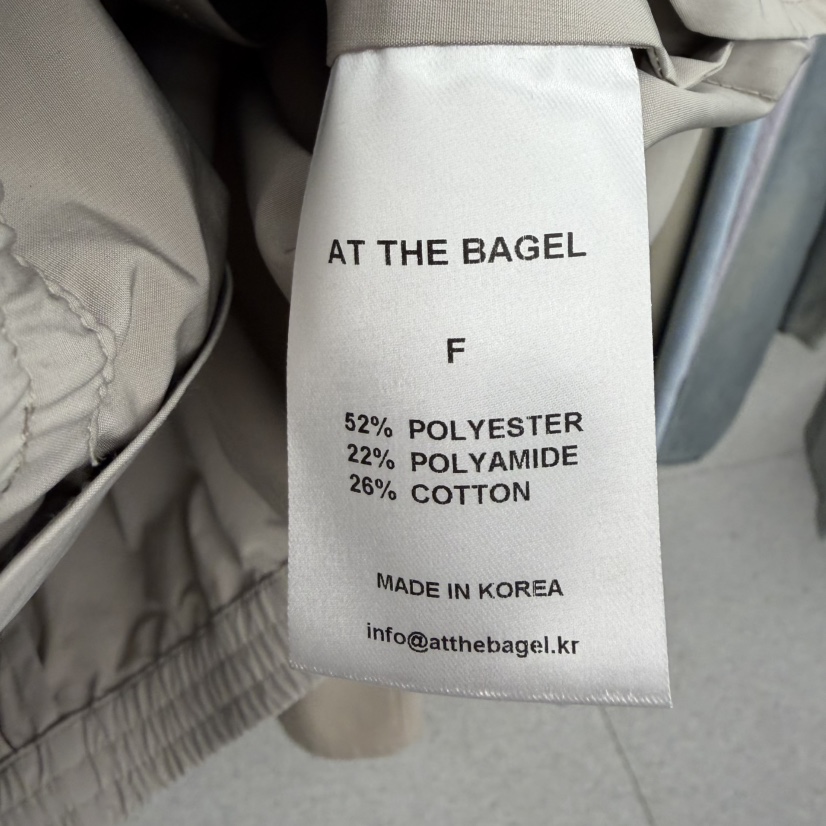 AT THE BAGEL
F
52% POLYESTER
22% POLYAMIDE
26% COTTON
MADE IN KOREA
info@atthebagel.kr